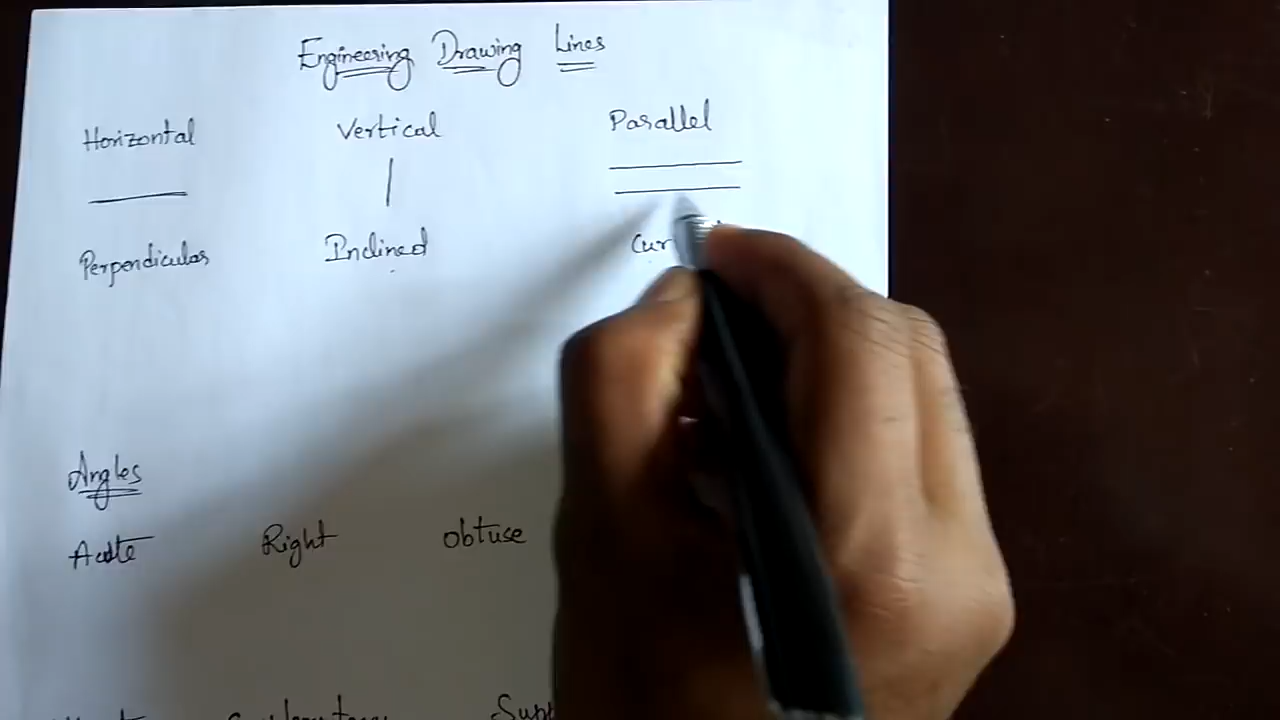 Engineering Drawing Lines
Horizontal Vertical Parallel
Perpendicular Inclined
Angles
Acute Right Obtuse